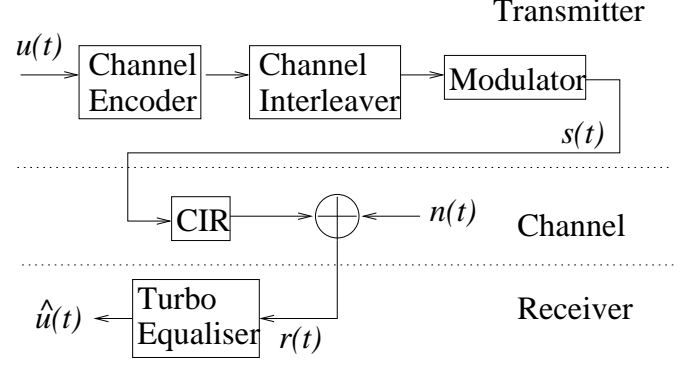 Transmitter
u(t)
Channel
Encoder
Channel
Interleaver
Modulator
s(t)
CIR
n(t)
Channel
Turbo
Equaliser
û(t)
r(t)
Receiver